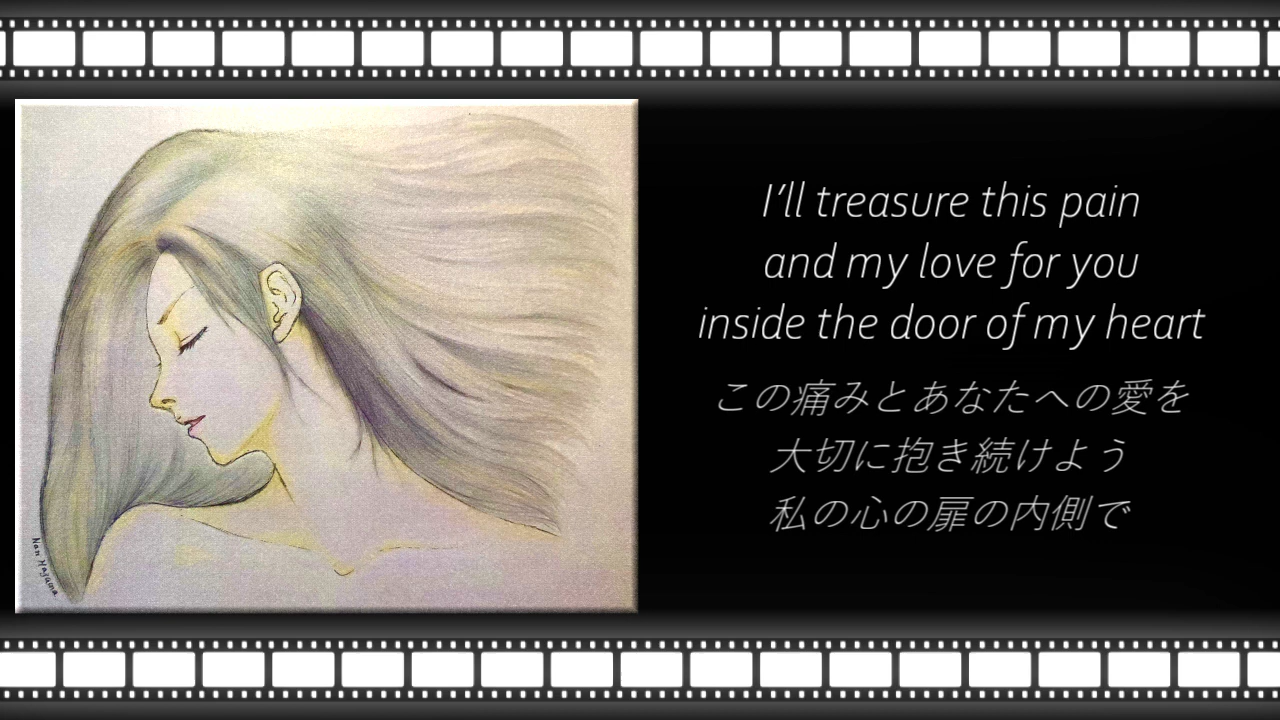 I'll treasure this pain
and my love for you
inside the door of my heart
この痛みとあなたへの愛を
大切に抱き続けよう
私の心の扉の内側で
Nan Hagama